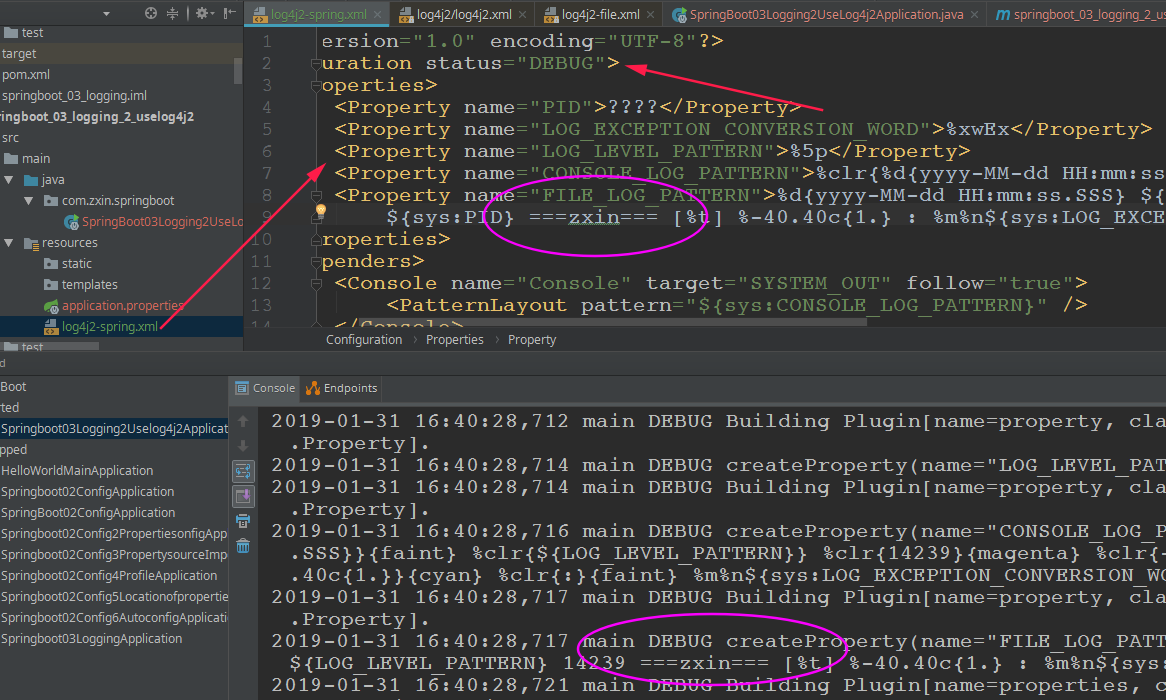 log4j2-spring.xml
log4j2/log4j2.xml
log4j2-file.xml
SpringBoot03Logging2UseLog4j2Application.java
springboot_03_logging_2_us
test
target
pom.xml
springboot_03_logging.iml
ringboot_03_logging_2_uselog4j2
src
main
java
com.zxin.springboot
SpringBoot03Logging2UseLo
resources
static
templates
application.properties
log4j2-spring.xml
test
1 ersion="1.0" encoding="UTF-8"?>
2 uration status="DEBUG">
3 operties>
4 <Property name="PID">????</Property>
5 <Property name="LOG_EXCEPTION_CONVERSION_WORD">%xwEx</Property>
6 <Property name="LOG_LEVEL_PATTERN">%5p</Property>
7 <Property name="CONSOLE_LOG_PATTERN">%clr{%d{yyyy-MM-dd HH:mm:ss
8 <Property name="FILE_LOG_PATTERN">%d{yyyy-MM-dd HH:mm:ss.SSS} ${
9 ${sys:PID} ===zxin=== [%t] %-40.40c{1.} : %m%n${sys:LOG_EXCE
10 roperties>
11 penders>
12 <Console name="Console" target="SYSTEM_OUT" follow="true">
13 <PatternLayout pattern="${sys:CONSOLE_LOG_PATTERN}" />
14 </Console>
Configuration › Properties › Property
d
Boot
rted
Springboot03Logging2Uselog4j2Applicat
pped
HelloWorldMainApplication
Springboot02ConfigApplication
SpringBoot02ConfigApplication
Springboot02Config2PropertiesonfigApp
Springboot02Config3PropertysourceImp
Springboot02Config4ProfileApplication
Springboot02Config5Locationofpropertie
Springboot02Config6AutoconfigApplicati
Springboot03LoggingApplication
Console
Endpoints
2019-01-31 16:40:28,712 main DEBUG Building Plugin[name=property, cla
.Property].
2019-01-31 16:40:28,714 main DEBUG createProperty(name="LOG_LEVEL_PAT
2019-01-31 16:40:28,714 main DEBUG Building Plugin[name=property, cla
.Property].
2019-01-31 16:40:28,716 main DEBUG createProperty(name="CONSOLE_LOG_P
.SSS}}{faint} %clr{${LOG_LEVEL_PATTERN}} %clr{14239}{magenta} %clr{-
.40c{1.}}{cyan} %clr{:}{faint} %m%n${sys:LOG_EXCEPTION_CONVERSION_WO
2019-01-31 16:40:28,717 main DEBUG Building Plugin[name=property, cla
.Property].
2019-01-31 16:40:28,717 main DEBUG createProperty(name="FILE_LOG_PATT
${LOG_LEVEL_PATTERN} 14239 ===zxin=== [%t] %-40.40c{1.} : %m%n${sys
2019-01-31 16:40:28,721 main DEBUG Building Plugin[name=properties, c